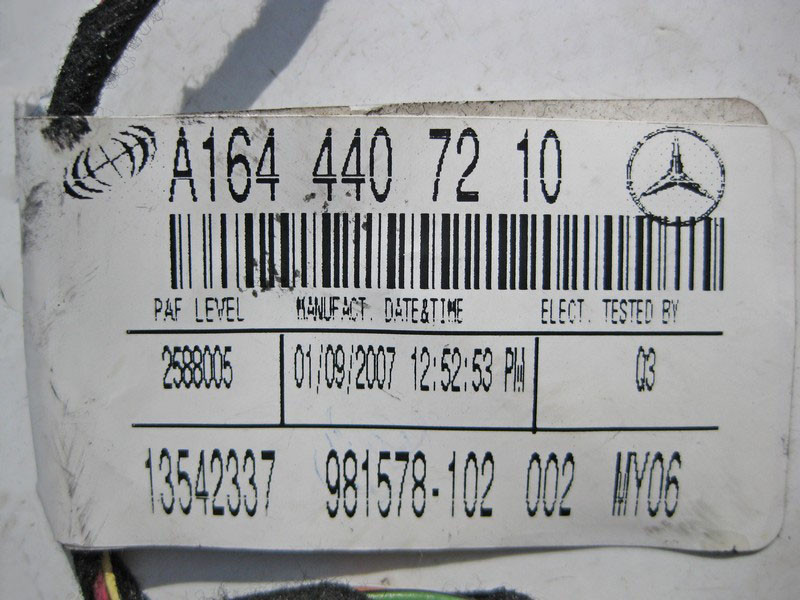 A164 440 72 10
PAF LEVEL MANUFACT. DATE&TIME ELECT. TESTED BY
2588005 01/09/2007 12:52:53 PM Q3
13542337 981578-102 002 MY06